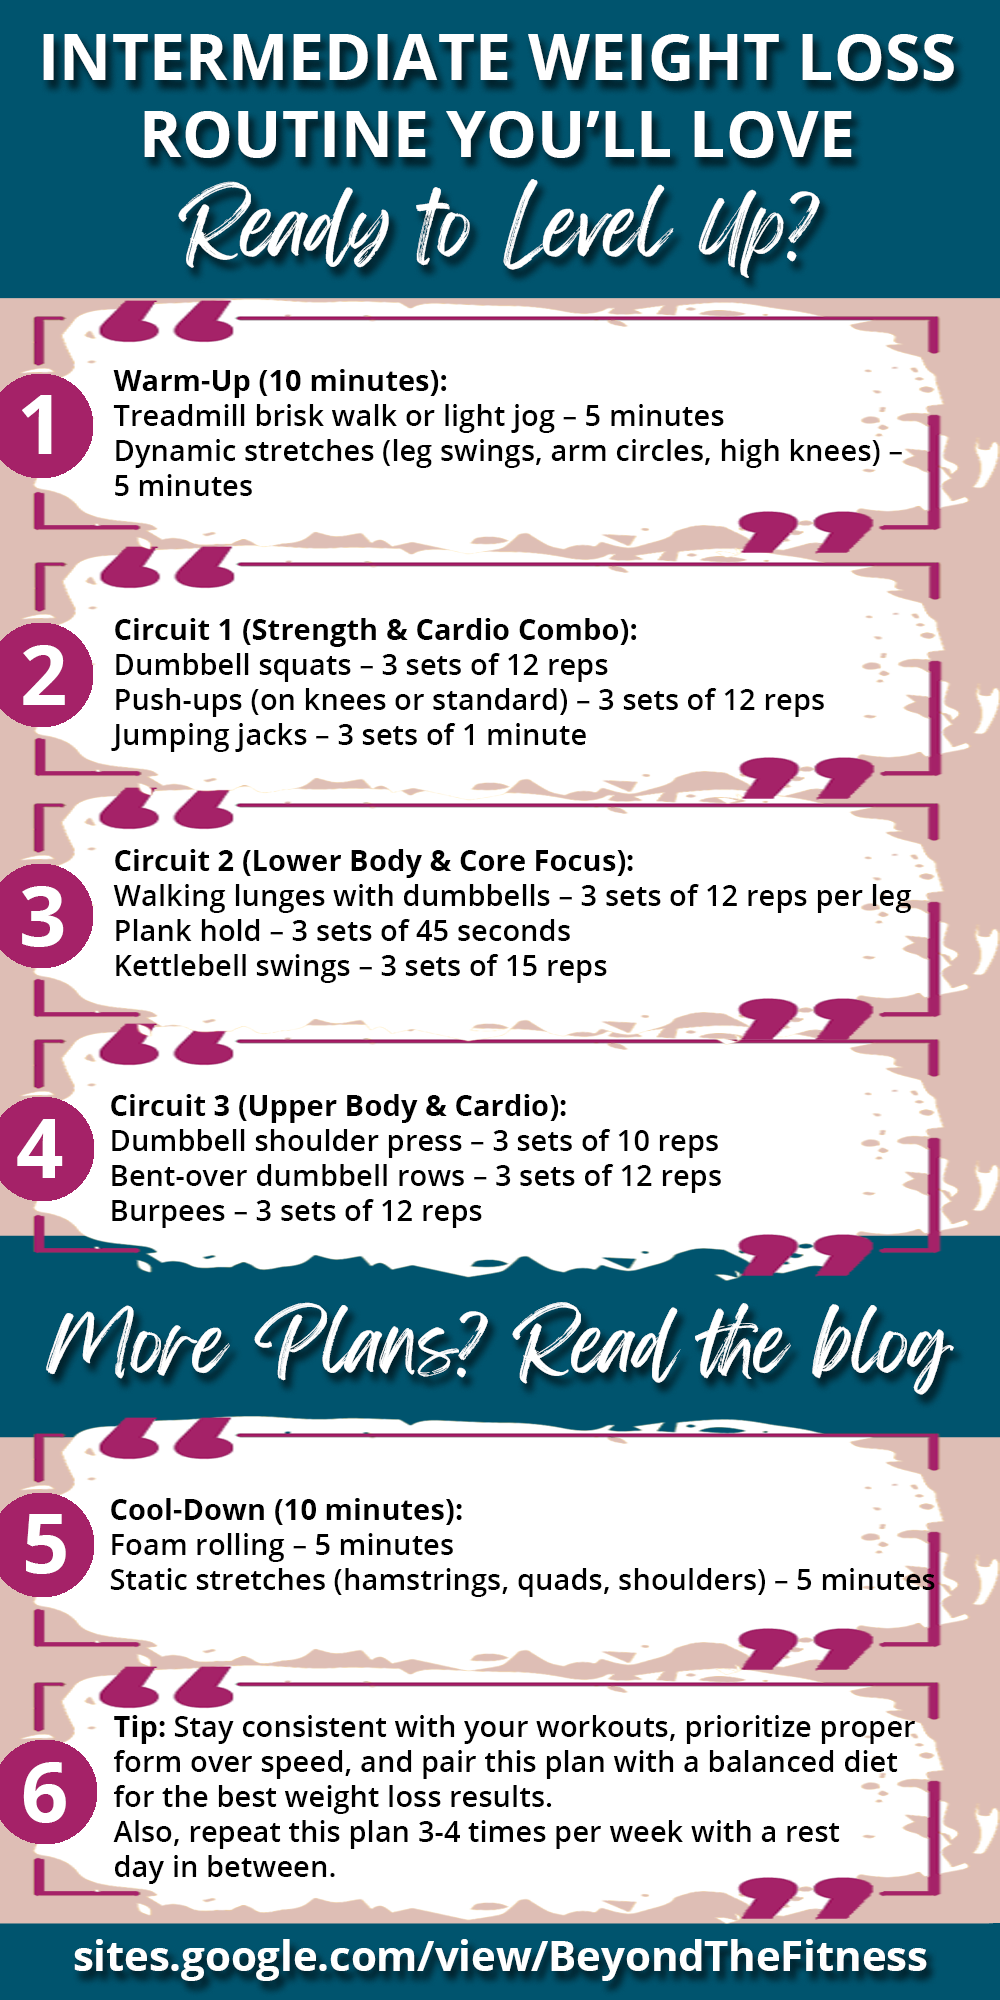 INTERMEDIATE WEIGHT LOSS
ROUTINE YOU’LL LOVE
Ready to Level Up?
1
Warm-Up (10 minutes):
Treadmill brisk walk or light jog – 5 minutes
Dynamic stretches (leg swings, arm circles, high knees) –
5 minutes
2
Circuit 1 (Strength & Cardio Combo):
Dumbbell squats – 3 sets of 12 reps
Push-ups (on knees or standard) – 3 sets of 12 reps
Jumping jacks – 3 sets of 1 minute
3
Circuit 2 (Lower Body & Core Focus):
Walking lunges with dumbbells – 3 sets of 12 reps per leg
Plank hold – 3 sets of 45 seconds
Kettlebell swings – 3 sets of 15 reps
4
Circuit 3 (Upper Body & Cardio):
Dumbbell shoulder press – 3 sets of 10 reps
Bent-over dumbbell rows – 3 sets of 12 reps
Burpees – 3 sets of 12 reps
More Plans? Read the blog
5
Cool-Down (10 minutes):
Foam rolling – 5 minutes
Static stretches (hamstrings, quads, shoulders) – 5 minutes
6
Tip: Stay consistent with your workouts, prioritize proper
form over speed, and pair this plan with a balanced diet
for the best weight loss results.
Also, repeat this plan 3-4 times per week with a rest
day in between.
sites.google.com/view/BeyondTheFitness